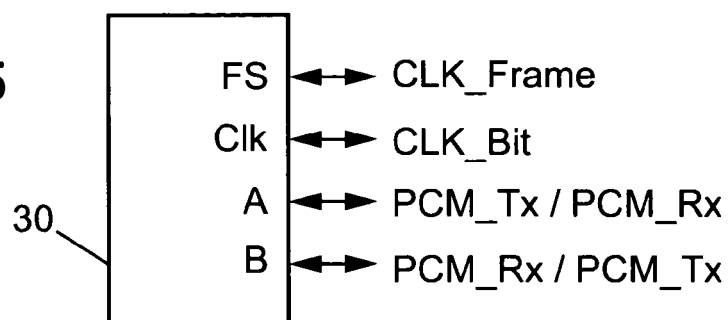 5
FS CLK_Frame
Clk CLK_Bit
A PCM_Tx / PCM_Rx
30
B PCM_Rx / PCM_Tx